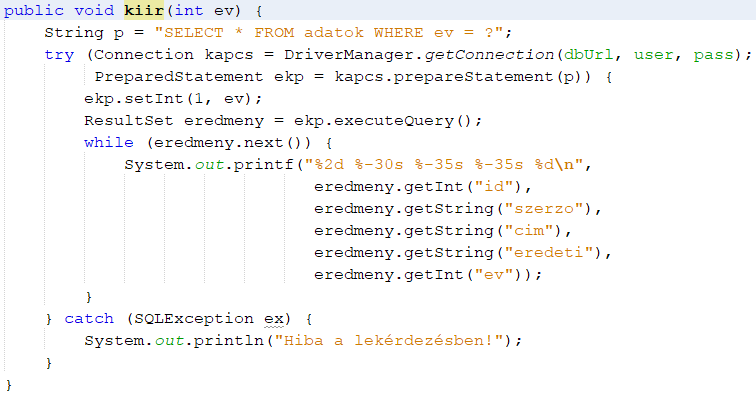 public void kiir(int ev) {
    String p = "SELECT * FROM adatok WHERE ev = ?";
    try (Connection kapcs = DriverManager.getConnection(dbUrl, user, pass);
         PreparedStatement ekp = kapcs.prepareStatement(p)) {
        ekp.setInt(1, ev);
        ResultSet eredmeny = ekp.executeQuery();
        while (eredmeny.next()) {
            System.out.printf("%2d %-30s %-35s %-35s %d\n",
                               eredmeny.getInt("id"),
                               eredmeny.getString("szerzo"),
                               eredmeny.getString("cim"),
                               eredmeny.getString("eredeti"),
                               eredmeny.getInt("ev"));
        }
    } catch (SQLException ex) {
        System.out.println("Hiba a lekérdezésben!");
    }
}